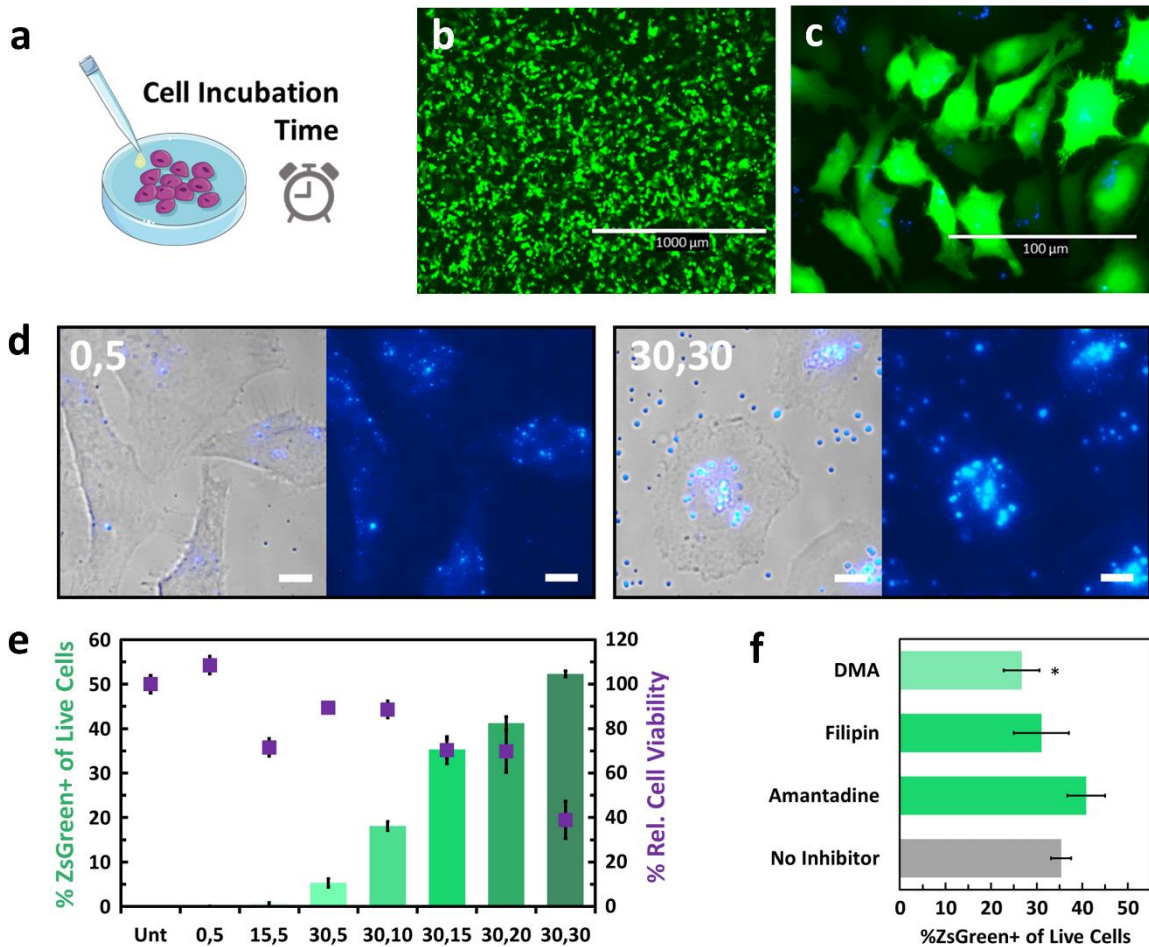 a
Cell Incubation
Time
b
1000 µm
c
100 µm
d
0,5
30,30
e
% ZsGreen+ of Live Cells
60
50
40
30
20
10
0
120
100
80
60
40
20
0
% Rel. Cell Viability
Unt 0,5 15,5 30,5 30,10 30,15 30,20 30,30
f
DMA
*
Filipin
Amantadine
No Inhibitor
0 10 20 30 40 50
%ZsGreen+ of Live Cells